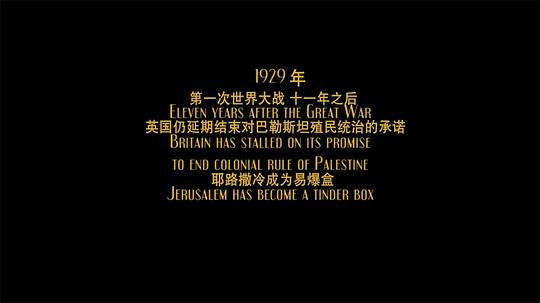 1929 年
第一次世界大战 十一年之后
Eleven years after the Great War
英国仍延期结束对巴勒斯坦殖民统治的承诺
Britain has stalled on its promise
to end colonial rule of Palestine
耶路撒冷成为易爆盒
Jerusalem has become a tinder box